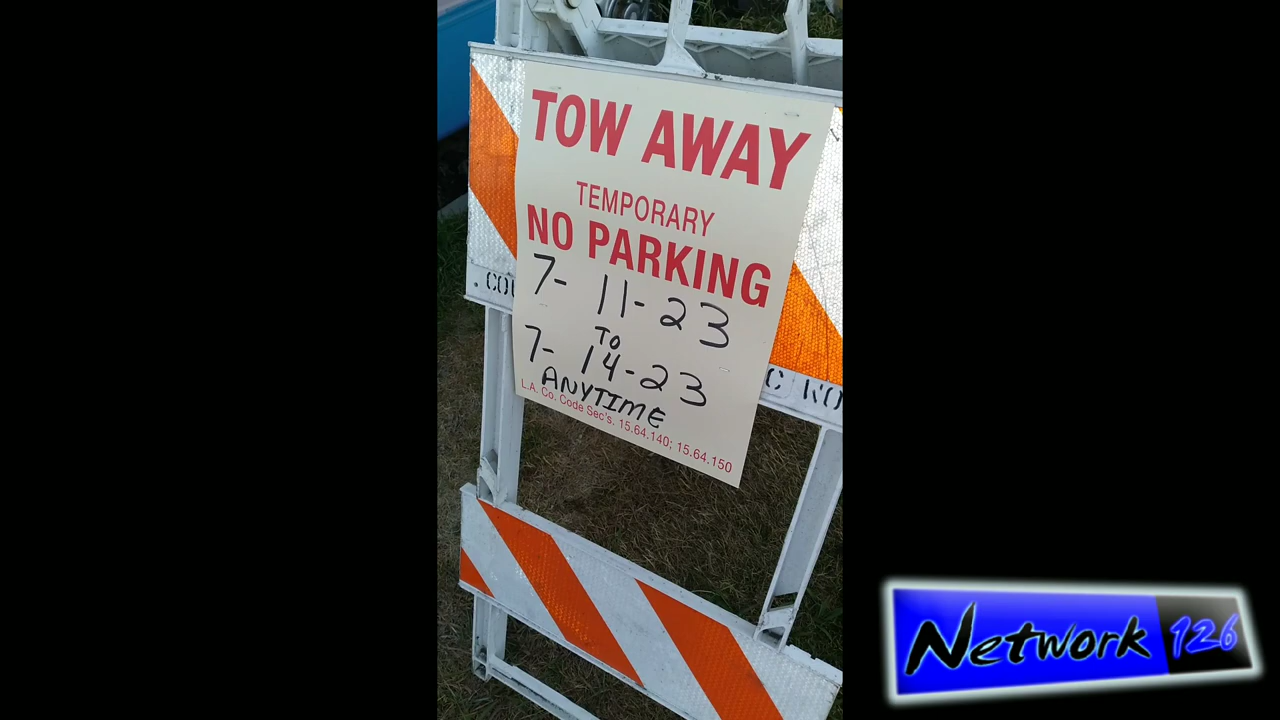 TOW AWAY
TEMPORARY
NO PARKING
7- 11-23
TO
7- 14-23
ANYTIME
L.A. Co. Code Sec's. 15.64.140; 15.64.150
Network 126